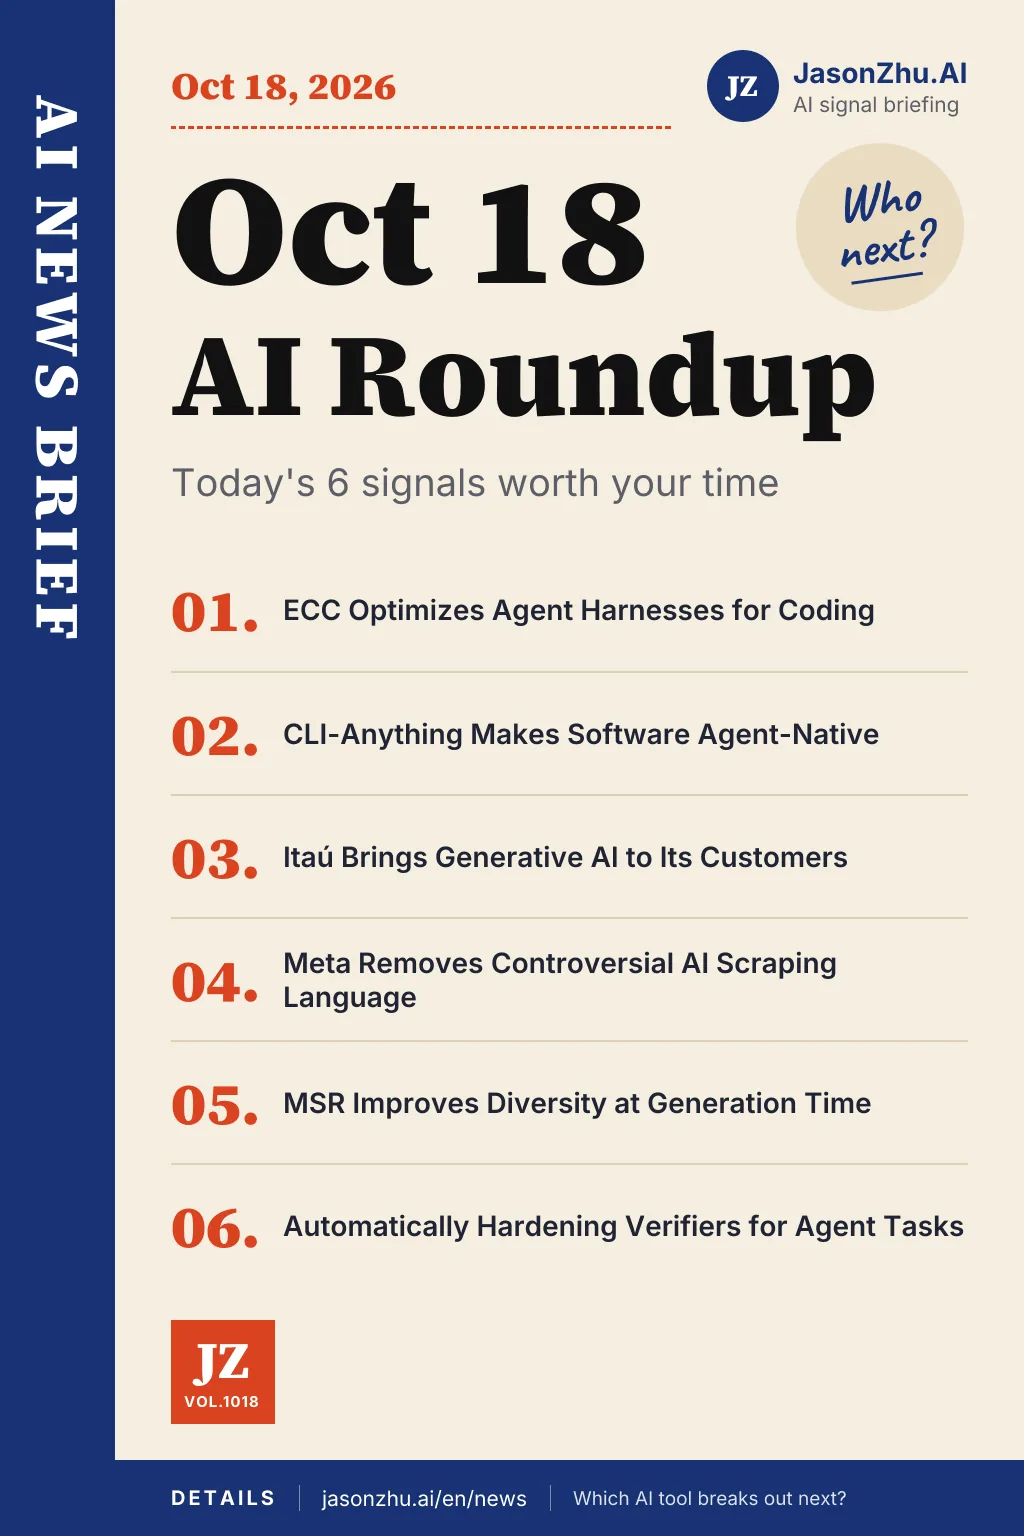 AI NEWS BRIEF
Oct 18, 2026
JZ
JasonZhu.AI
AI signal briefing
Oct 18
AI Roundup
Who
next?
Today's 6 signals worth your time
01. ECC Optimizes Agent Harnesses for Coding
02. CLI-Anything Makes Software Agent-Native
03. Itaú Brings Generative AI to Its Customers
04. Meta Removes Controversial AI Scraping
Language
05. MSR Improves Diversity at Generation Time
06. Automatically Hardening Verifiers for Agent Tasks
JZ
VOL.1018
DETAILS jasonzhu.ai/en/news Which AI tool breaks out next?